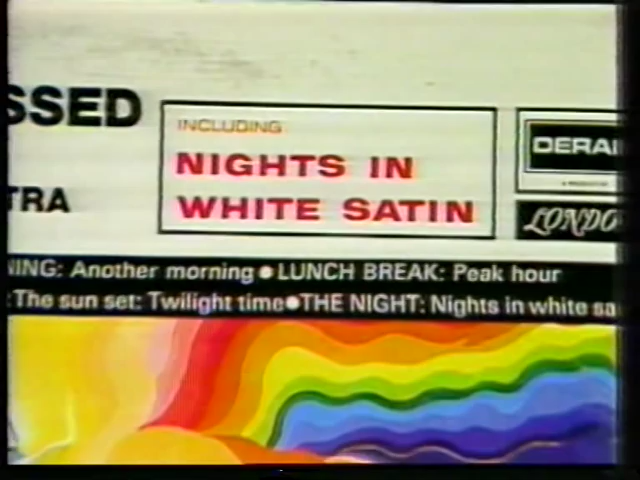 SSED
INCLUDING
NIGHTS IN
WHITE SATIN
TRA
DERA
LONDO
NING: Another morning ● LUNCH BREAK: Peak hour
: The sun set: Twilight time●THE NIGHT: Nights in white sa